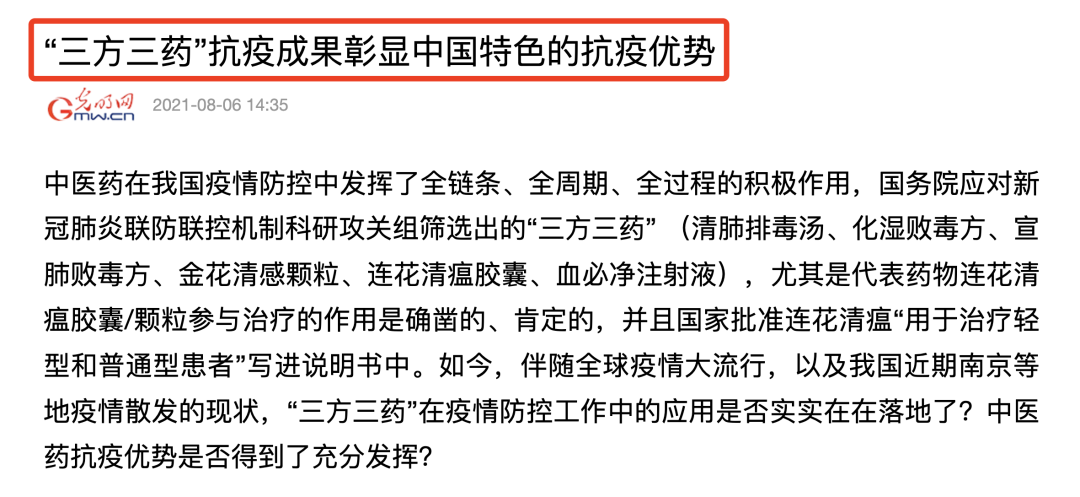 “三方三药”抗疫成果彰显中国特色的抗疫优势
光明网 GMW.CN 2021-08-06 14:35
中医药在我国疫情防控中发挥了全链条、全周期、全过程的积极作用，国务院应对新
冠肺炎联防联控机制科研攻关组筛选出的“三方三药”（清肺排毒汤、化湿败毒方、宣
肺败毒方、金花清感颗粒、连花清瘟胶囊、血必净注射液），尤其是代表药物连花清
瘟胶囊/颗粒参与治疗的作用是确凿的、肯定的，并且国家批准连花清瘟“用于治疗轻
型和普通型患者”写进说明书中。如今，伴随全球疫情大流行，以及我国近期南京等
地疫情散发的现状，“三方三药”在疫情防控工作中的应用是否实实在在落地了？中医
药抗疫优势是否得到了充分发挥？